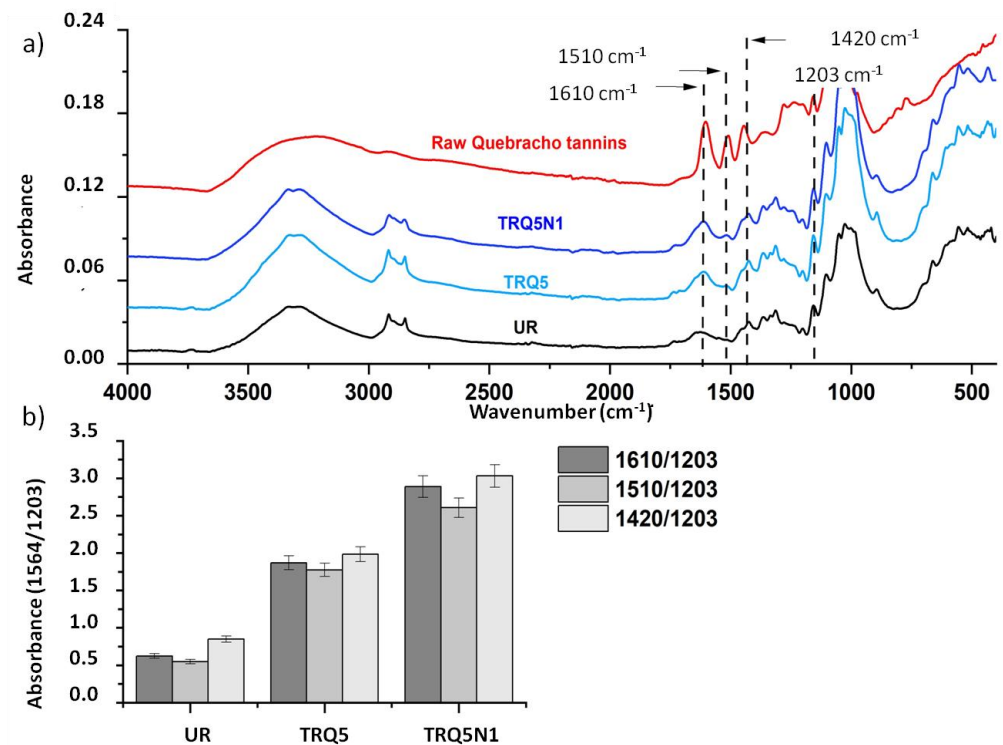 a)
0.24
0.18
0.12
0.06
0.00
Absorbance
1510 cm⁻¹
1610 cm⁻¹
1420 cm⁻¹
1203 cm⁻¹
Raw Quebracho tannins
TRQ5N1
TRQ5
UR
4000 3500 3000 2500 2000 1500 1000 500
Wavenumber (cm⁻¹)
b)
3.5
3.0
2.5
2.0
1.5
1.0
0.5
0.0
Absorbance (1564/1203)
UR TRQ5 TRQ5N1
1610/1203
1510/1203
1420/1203